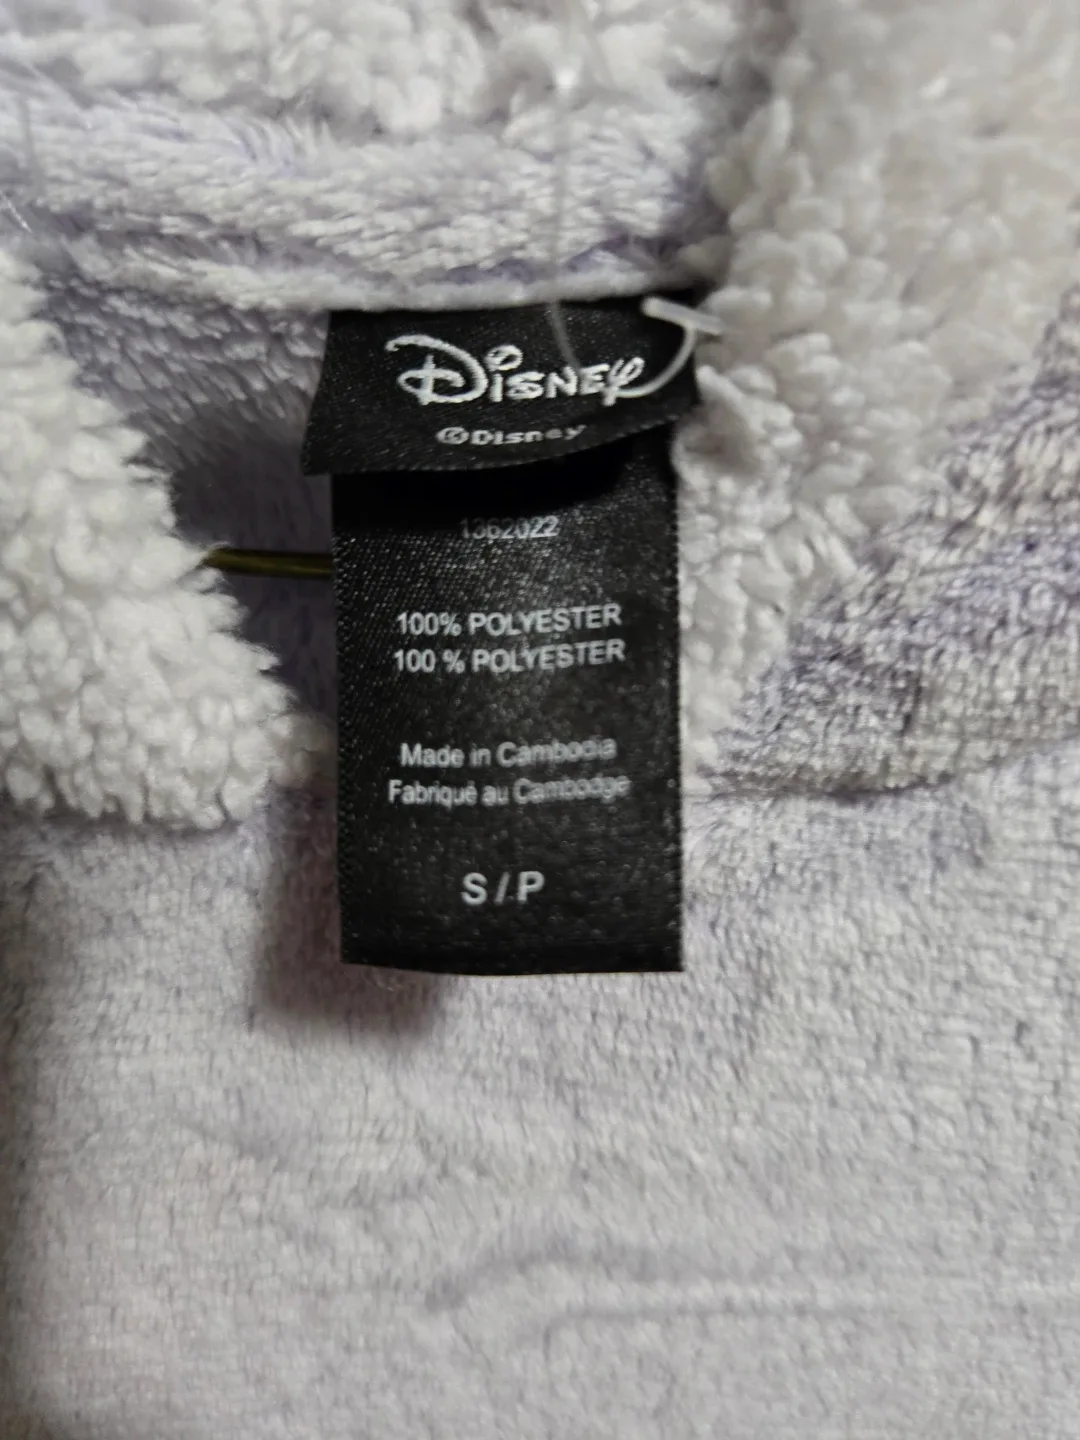 Disney
©Disney
1362022
100% POLYESTER
100 % POLYESTER
Made in Cambodia
Fabriqué au Cambodge
S / P